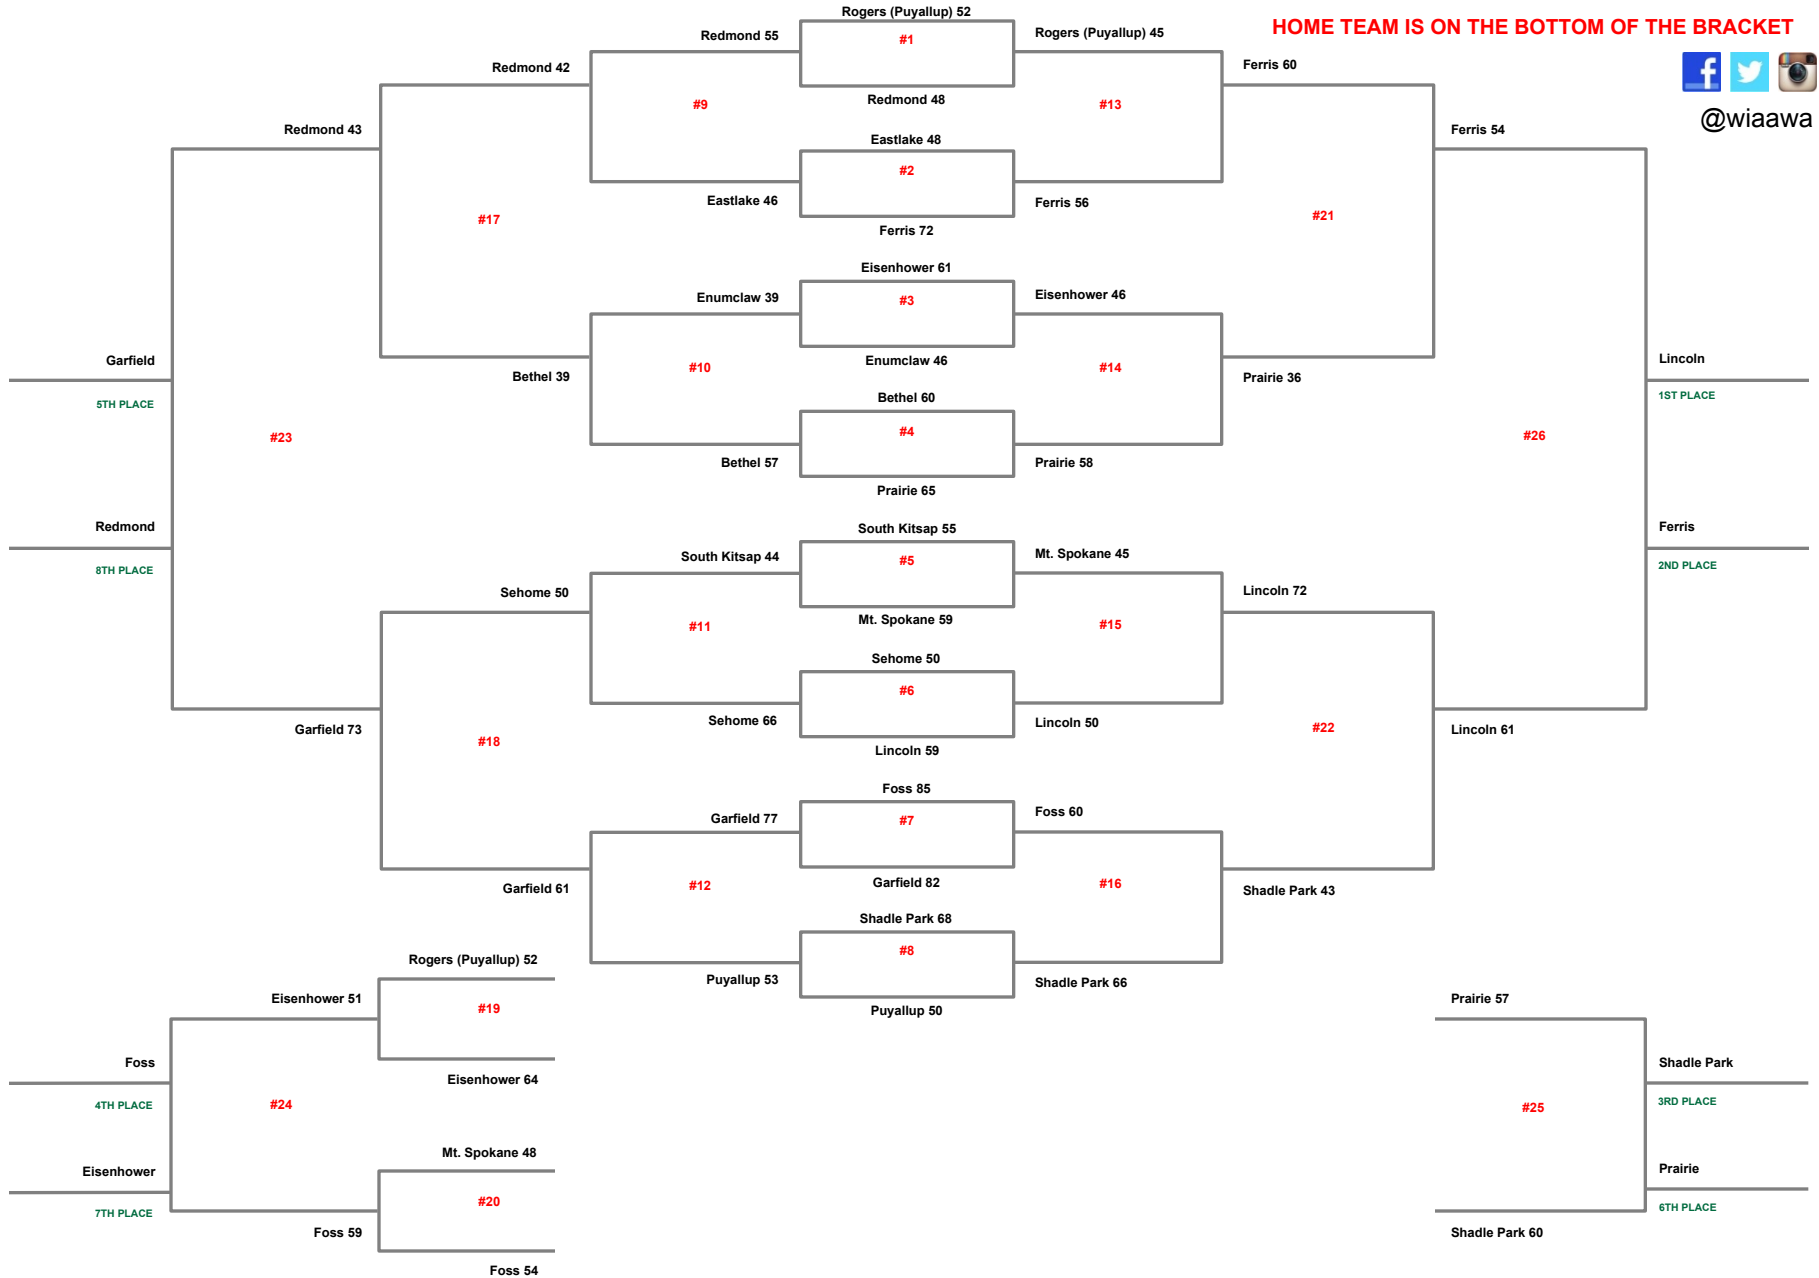 Rogers (Puyallup) 52
HOME TEAM IS ON THE BOTTOM OF THE BRACKET
Redmond 55
#1
Rogers (Puyallup) 45
Redmond 42
Ferris 60
Redmond 48
#9
#13
@wiaawa
Redmond 43
Eastlake 48
Ferris 54
#2
Eastlake 46
Ferris 56
#17
#21
Ferris 72
Eisenhower 61
Enumclaw 39
#3
Eisenhower 46
Garfield
Enumclaw 46
Lincoln
#10
#14
Bethel 39
Prairie 36
5TH PLACE
Bethel 60
1ST PLACE
#23
#4
#26
Bethel 57
Prairie 58
Prairie 65
Redmond
South Kitsap 55
Ferris
South Kitsap 44
#5
Mt. Spokane 45
8TH PLACE
2ND PLACE
Sehome 50
Lincoln 72
Mt. Spokane 59
#11
#15
Sehome 50
#6
Sehome 66
Lincoln 50
Garfield 73
#18
#22
Lincoln 61
Lincoln 59
Foss 85
Garfield 77
#7
Foss 60
Garfield 61
#12
Garfield 82
#16
Shadle Park 43
Shadle Park 68
#8
Rogers (Puyallup) 52
Puyallup 53
Shadle Park 66
Eisenhower 51
#19
Puyallup 50
Prairie 57
Foss
Shadle Park
Eisenhower 64
4TH PLACE
#24
#25
3RD PLACE
Mt. Spokane 48
Eisenhower
Prairie
#20
7TH PLACE
6TH PLACE
Foss 59
Shadle Park 60
Foss 54